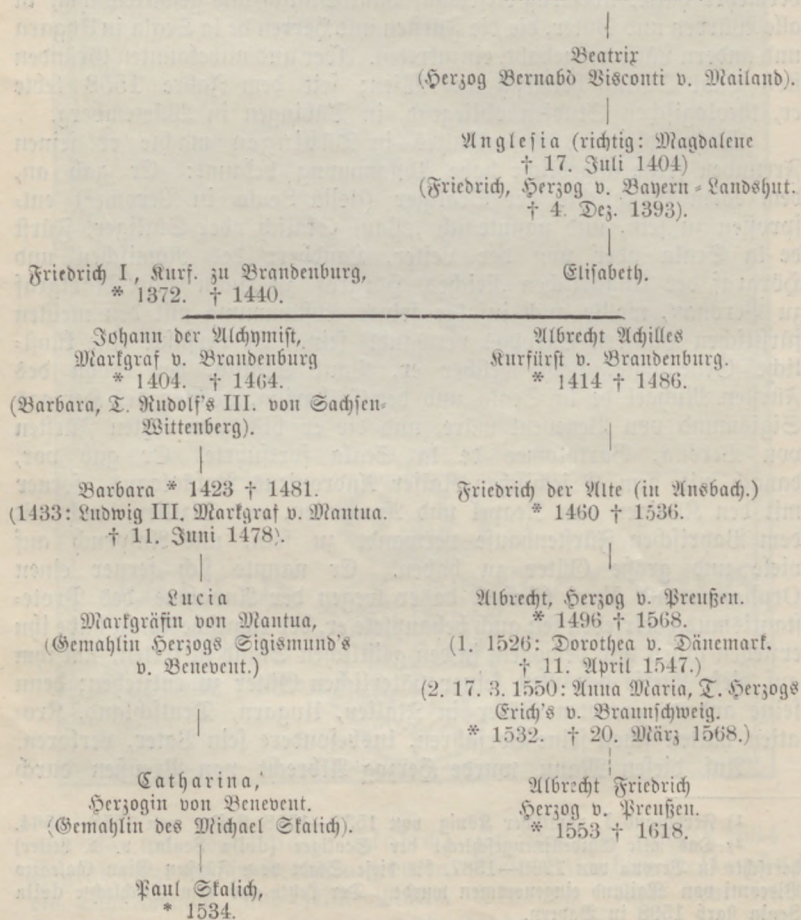 Beatrix
(Herzog Bernabò Visconti v. Mailand).
Anglesia (richtig: Magdalene
† 17. Juli 1404)
(Friedrich, Herzog v. Bayern-Landshut.
† 4. Dez. 1393).
Friedrich I, Kurf. zu Brandenburg,
* 1372. † 1440.
Elisabeth.
Johann der Alchymist,
Markgraf v. Brandenburg
* 1404. † 1464.
(Barbara, T. Rudolf's III. von Sachsen-
Wittenberg).
Albrecht Achilles
Kurfürst v. Brandenburg.
* 1414 † 1486.
Barbara * 1423 † 1481.
(1433: Ludwig III. Markgraf v. Mantua.
† 11. Juni 1478).
Friedrich der Alte (in Ansbach.)
* 1460 † 1536.
Lucia
Markgräfin von Mantua,
(Gemahlin Herzogs Sigismund's
v. Benevent.)
Albrecht, Herzog v. Preußen.
* 1496 † 1568.
(1. 1526: Dorothea v. Dänemark.
† 11. April 1547.)
(2. 17. 3. 1550: Anna Maria, T. Herzogs
Erich's v. Braunschweig.
* 1532. † 20. März 1568.)
Catharina,
Herzogin von Benevent.
(Gemahlin des Michael Skalich).
Albrecht Friedrich
Herzog v. Preußen.
* 1553 † 1618.
Paul Skalich,
* 1534.